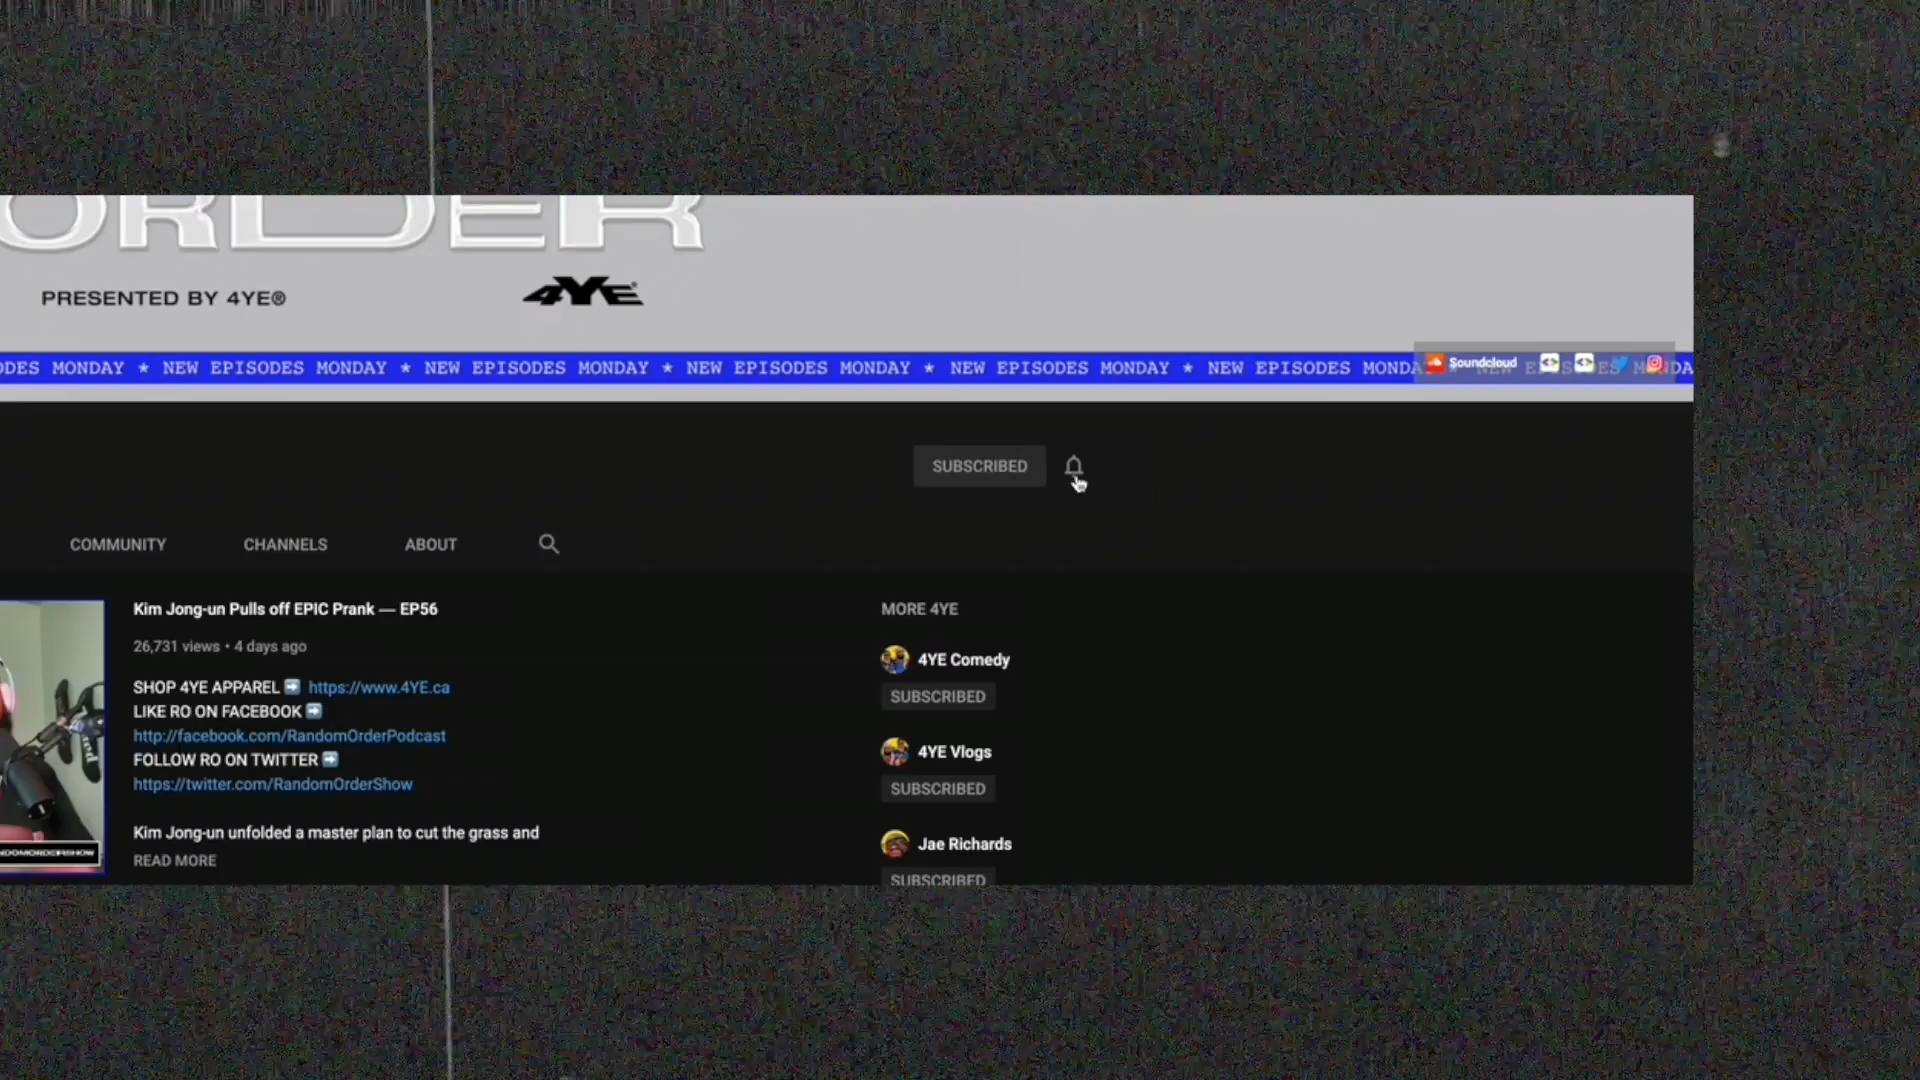 ORDER
PRESENTED BY 4YE®
4YE
DES MONDAY * NEW EPISODES MONDAY * NEW EPISODES MONDAY * NEW EPISODES MONDAY * NEW EPISODES MONDAY * NEW EPISODES MONDA
Soundcloud
SUBSCRIBED
COMMUNITY CHANNELS ABOUT
Kim Jong-un Pulls off EPIC Prank — EP56
26,731 views • 4 days ago
SHOP 4YE APPAREL ➡ https://www.4YE.ca
LIKE RO ON FACEBOOK ➡
http://facebook.com/RandomOrderPodcast
FOLLOW RO ON TWITTER ➡
https://twitter.com/RandomOrderShow
Kim Jong-un unfolded a master plan to cut the grass and
READ MORE
NDOMORDERSHOW
MORE 4YE
4YE Comedy
SUBSCRIBED
4YE Vlogs
SUBSCRIBED
Jae Richards
SUBSCRIBED